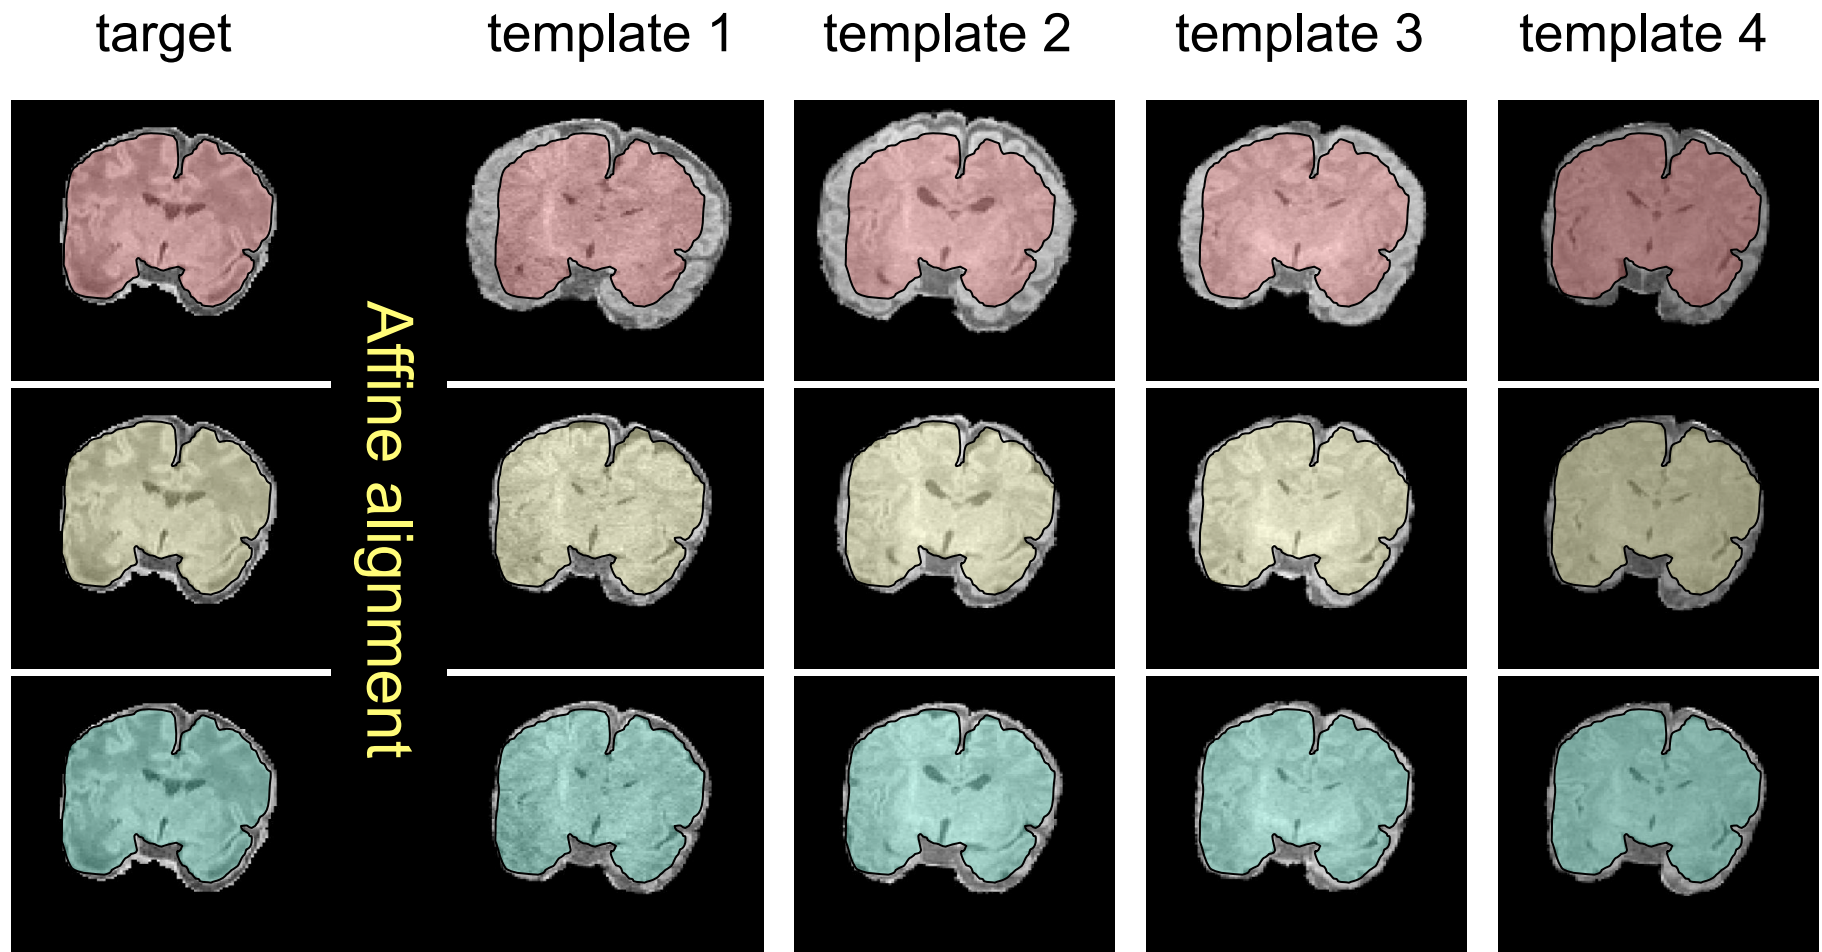 target
template 1
template 2
template 3
template 4
Affine alignment